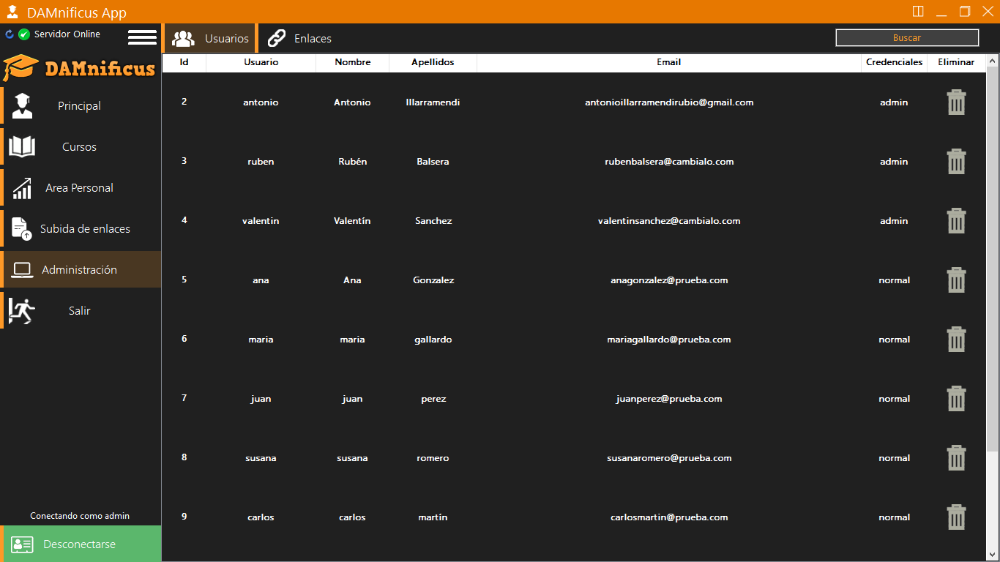 DAMnificus App
Servidor Online
DAMnificus
Principal
Cursos
Area Personal
Subida de enlaces
Administración
Salir
Conectando como admin
Desconectarse
Usuarios Enlaces Buscar
Id Usuario Nombre Apellidos Email Credenciales Eliminar
2 antonio Antonio Illarramendi antonioillarramendirubio@gmail.com admin
3 ruben Rubén Balsera rubenbalsera@cambialo.com admin
4 valentin Valentín Sanchez valentinsanchez@cambialo.com admin
5 ana Ana Gonzalez anagonzalez@prueba.com normal
6 maria maria gallardo mariagallardo@prueba.com normal
7 juan juan perez juanperez@prueba.com normal
8 susana susana romero susanaromero@prueba.com normal
9 carlos carlos martín carlosmartin@prueba.com normal